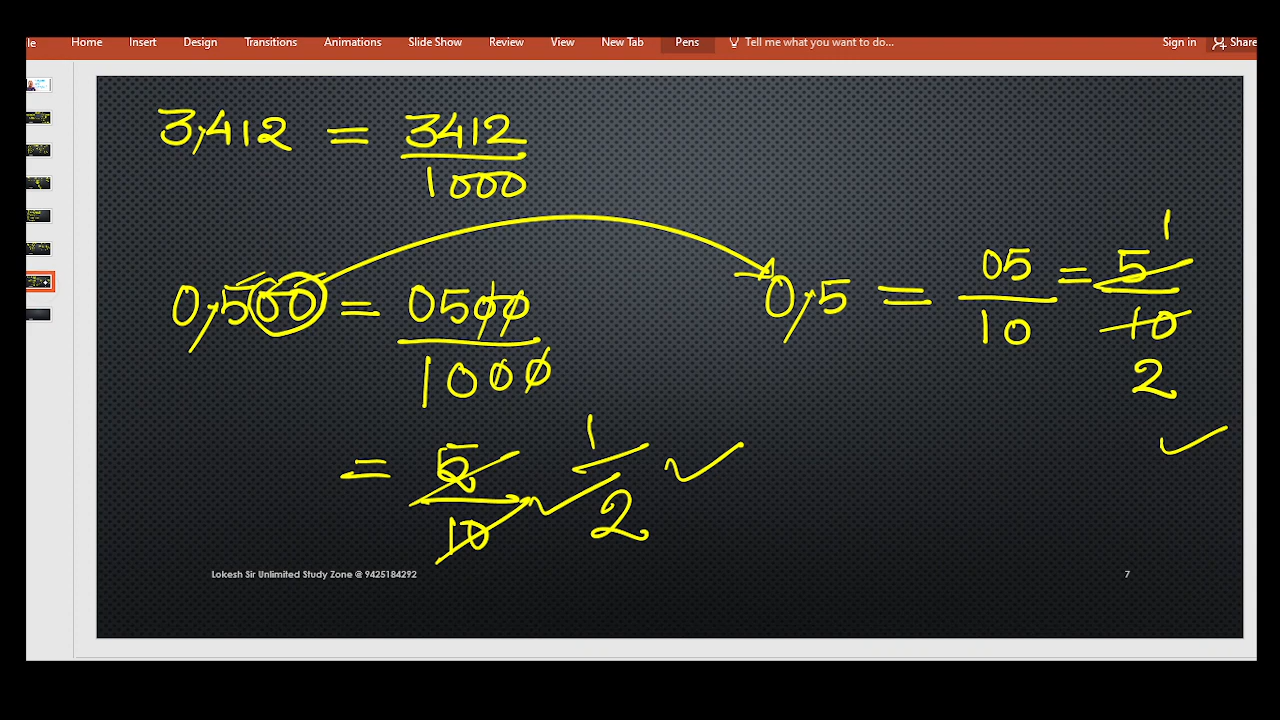 le Home Insert Design Transitions Animations Slide Show Review View New Tab Pens Tell me what you want to do... Sign in Share
3,412 = 3412
1000
0,500 = 0500
1000
0,5 = 05 = 5 1
10 10
2
= 5 1
10 2
Lokesh Sir Unlimited Study Zone @ 9425184292 7